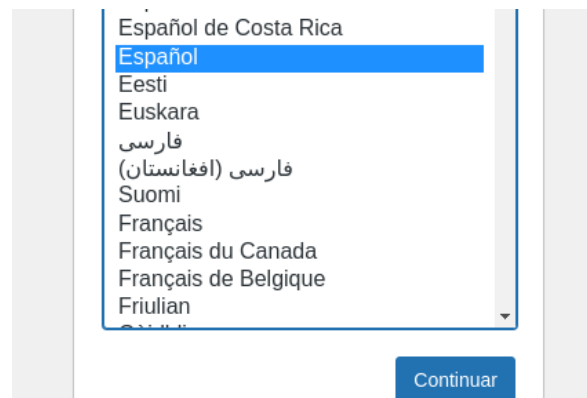 Español de Costa Rica
Español
Eesti
Euskara
فارسی
(فارسی (افغانستان
Suomi
Français
Français du Canada
Français de Belgique
Friulian
Continuar